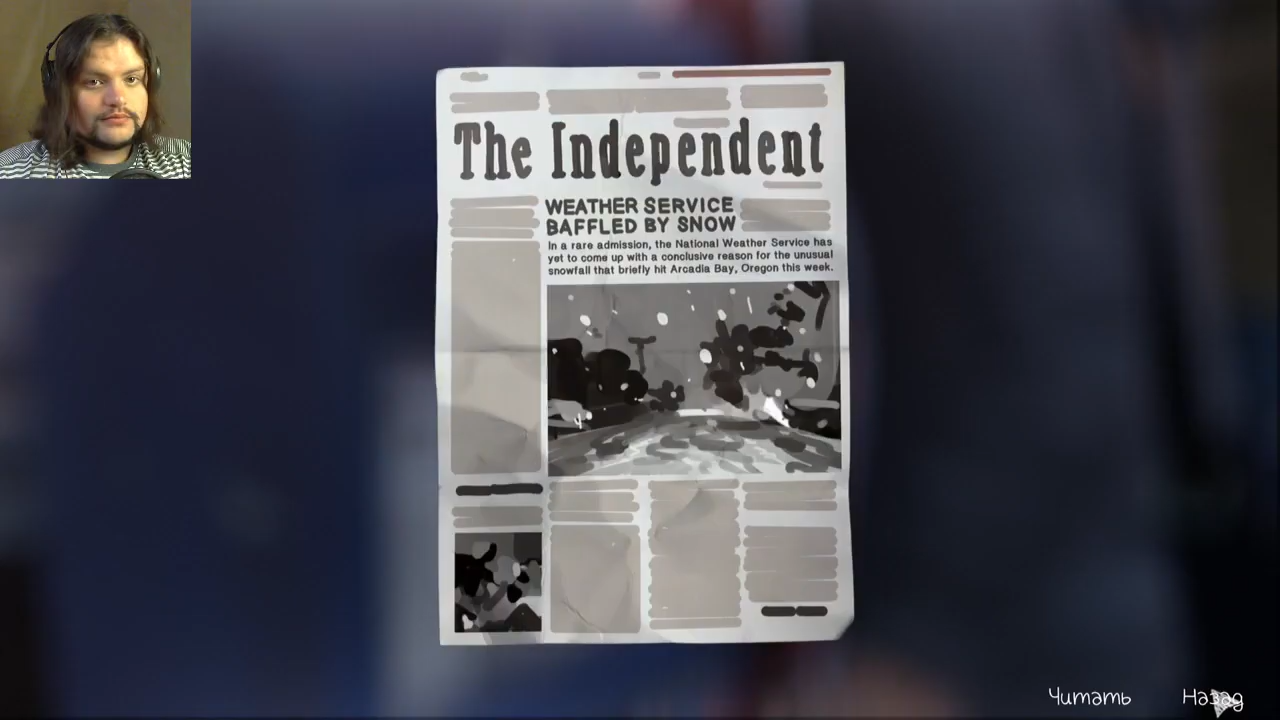 The Independent
WEATHER SERVICE
BAFFLED BY SNOW
In a rare admission, the National Weather Service has
yet to come up with a conclusive reason for the unusual
snowfall that briefly hit Arcadia Bay, Oregon this week.
Читать Назад